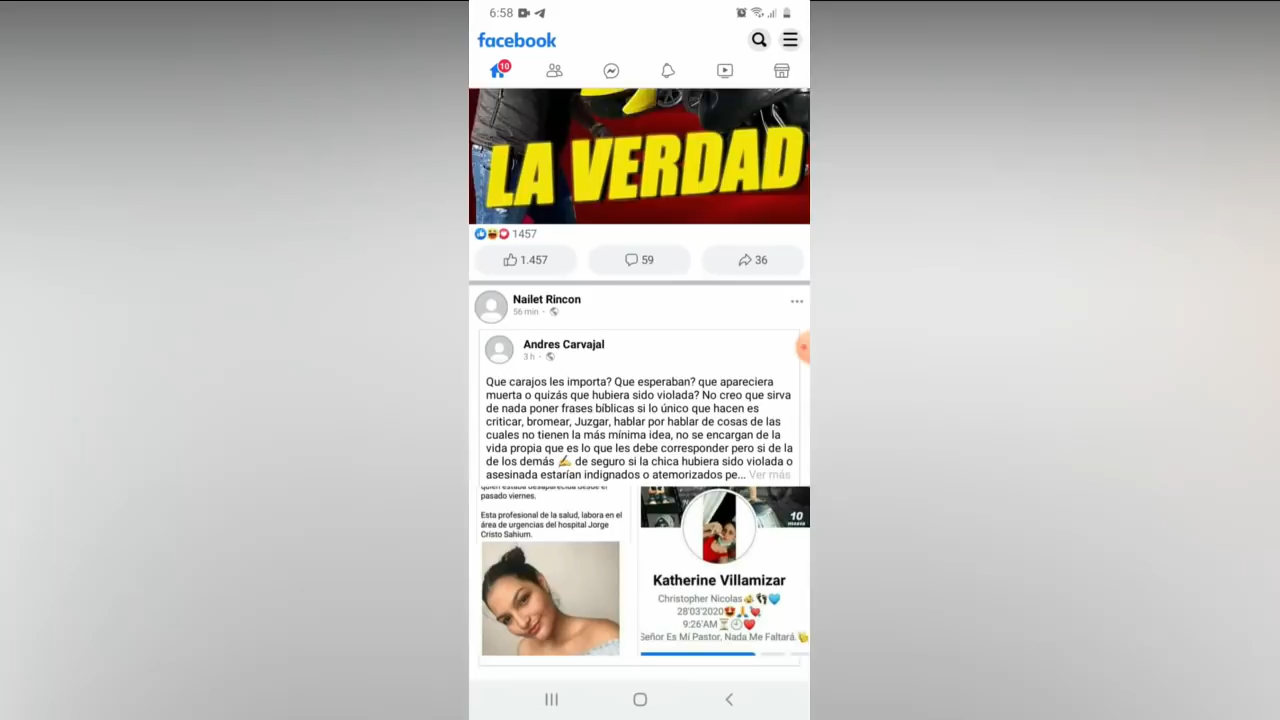 6:58
facebook
10
LA VERDAD
1457
1.457
59
36
Nailet Rincon
56 min ·
Andres Carvajal
3 h ·
Que carajos les importa? Que esperaban? que apareciera
muerta o quizás que hubiera sido violada? No creo que sirva
de nada poner frases bíblicas si lo único que hacen es
criticar, bromear, Juzgar, hablar por hablar de cosas de las
cuales no tienen la más mínima idea, no se encargan de la
vida propia que es lo que les debe corresponder pero si de la
de los demás ✍️ de seguro si la chica hubiera sido violada o
asesinada estarían indignados o atemorizados pe... Ver más
quien estaba desaparecida desde el
pasado viernes.
Esta profesional de la salud, labora en el
área de urgencias del hospital Jorge
Cristo Sahium.
10
Katherine Villamizar
Christopher Nicolas
28'03'2020
9:26'AM
Señor Es Mi Pastor, Nada Me Faltará.